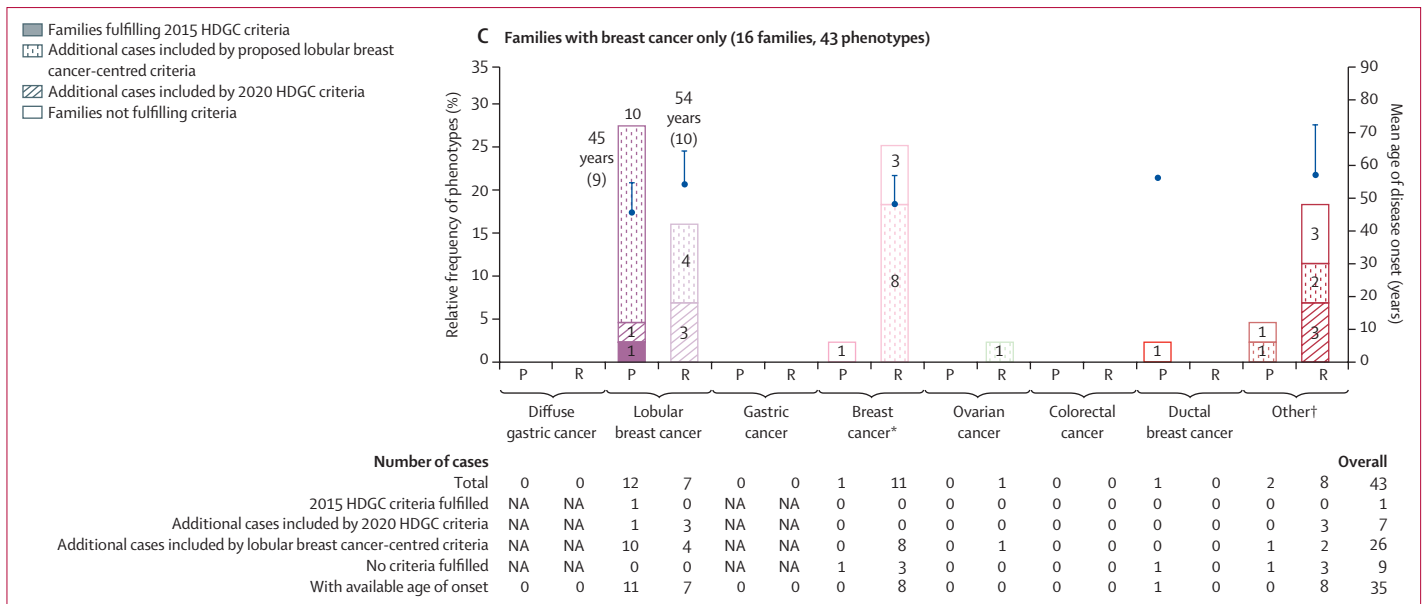 Families fulfilling 2015 HDGC criteria
Additional cases included by proposed lobular breast
cancer-centred criteria
Additional cases included by 2020 HDGC criteria
Families not fulfilling criteria
C Families with breast cancer only (16 families, 43 phenotypes)
Relative frequency of phenotypes (%)
35
30
25
20
15
10
5
0
Mean age of disease onset (years)
90
80
70
60
50
40
30
20
10
0
45
years
(9)
10
1
1
54
years
(10)
4
3
1
3
8
1
1
1
1
3
2
3
P R P R P R P R P R P R P R P R
Diffuse
gastric cancer
Lobular
breast cancer
Gastric
cancer
Breast
cancer*
Ovarian
cancer
Colorectal
cancer
Ductal
breast cancer
Other†
Number of cases Overall
Total 0 0 12 7 0 0 1 11 0 1 0 0 1 0 2 8 43
2015 HDGC criteria fulfilled NA NA 1 0 NA NA 0 0 0 0 0 0 0 0 0 0 1
Additional cases included by 2020 HDGC criteria NA NA 1 3 NA NA 0 0 0 0 0 0 0 0 0 3 7
Additional cases included by lobular breast cancer-centred criteria NA NA 10 4 NA NA 0 8 0 1 0 0 0 0 1 2 26
No criteria fulfilled NA NA 0 0 NA NA 1 3 0 0 0 0 1 0 1 3 9
With available age of onset 0 0 11 7 0 0 0 8 0 0 0 0 1 0 0 8 35